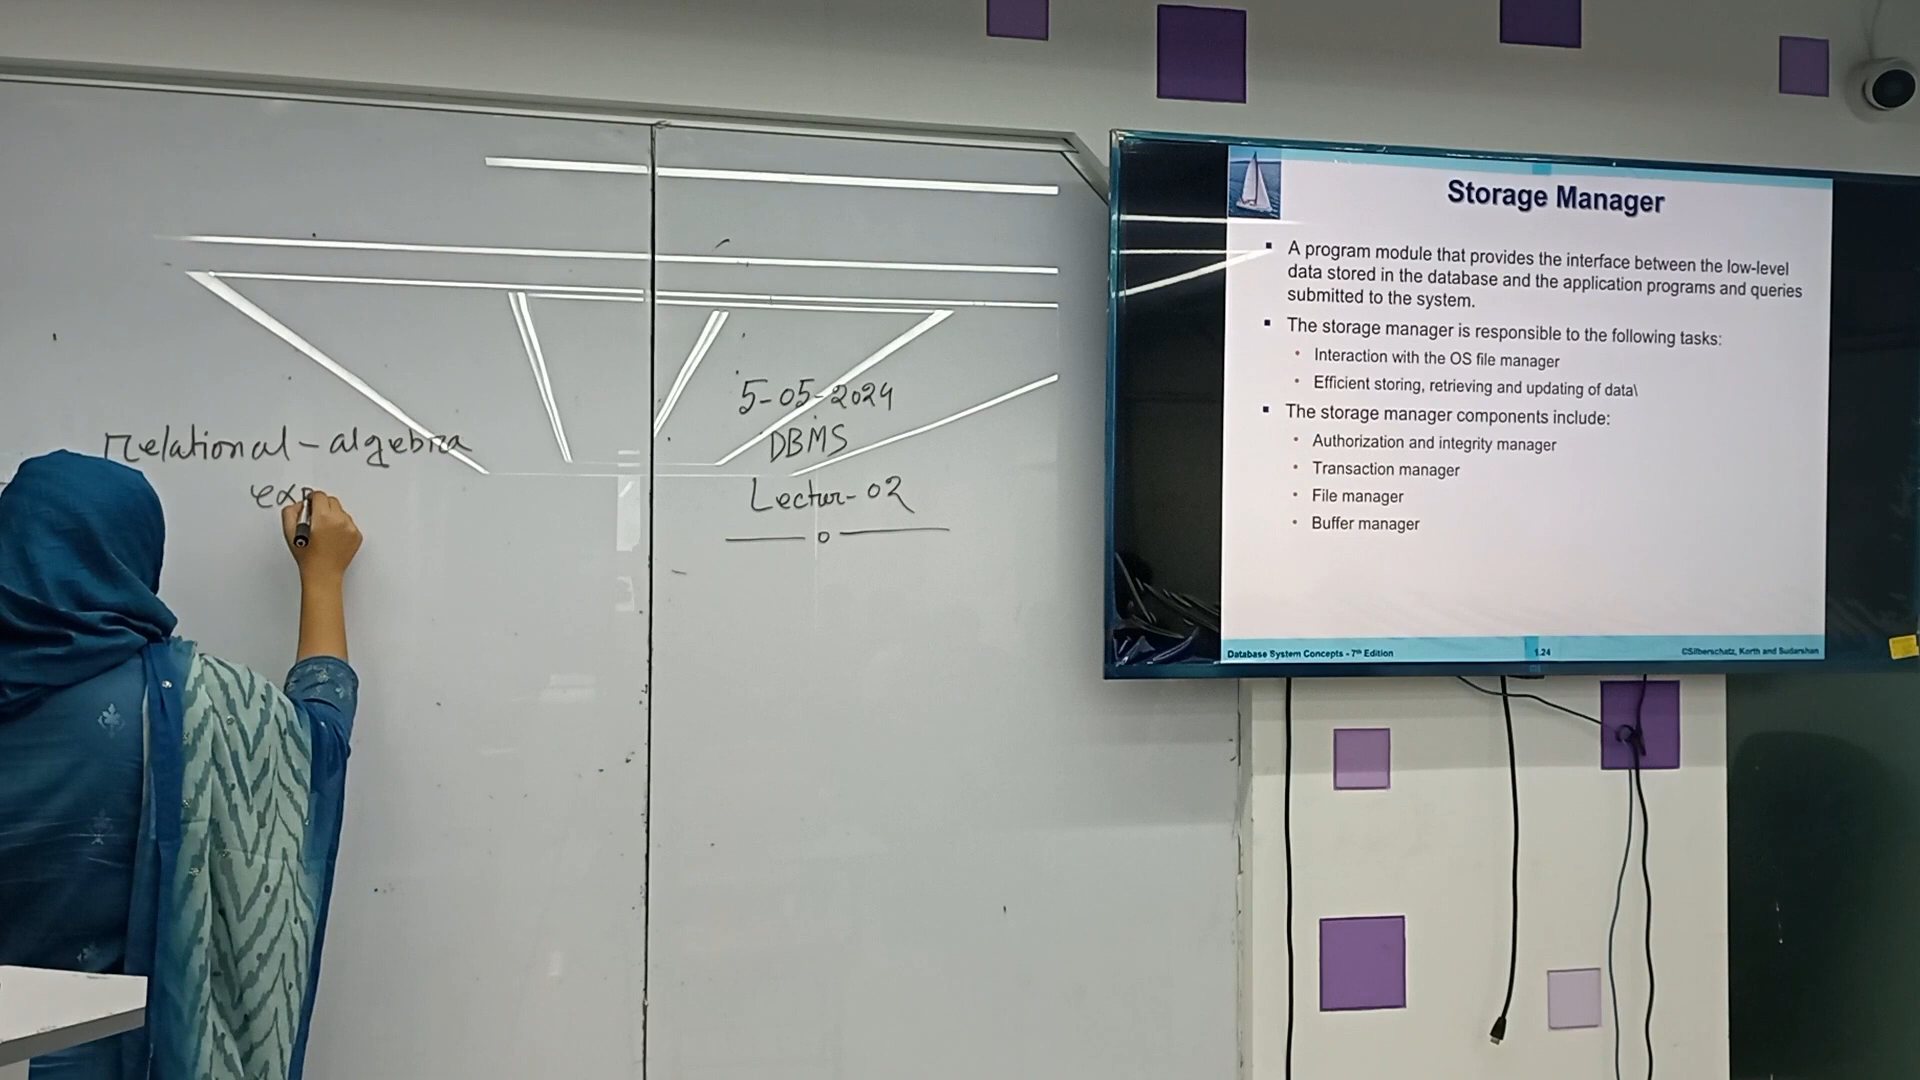 Relational-algebra
exp
5-05-2024
DBMS
Lectur-02
Storage Manager
▪ A program module that provides the interface between the low-level
data stored in the database and the application programs and queries
submitted to the system.
▪ The storage manager is responsible to the following tasks:
• Interaction with the OS file manager
• Efficient storing, retrieving and updating of data\
▪ The storage manager components include:
• Authorization and integrity manager
• Transaction manager
• File manager
• Buffer manager
Database System Concepts - 7th Edition
1.24
©Silberschatz, Korth and Sudarshan